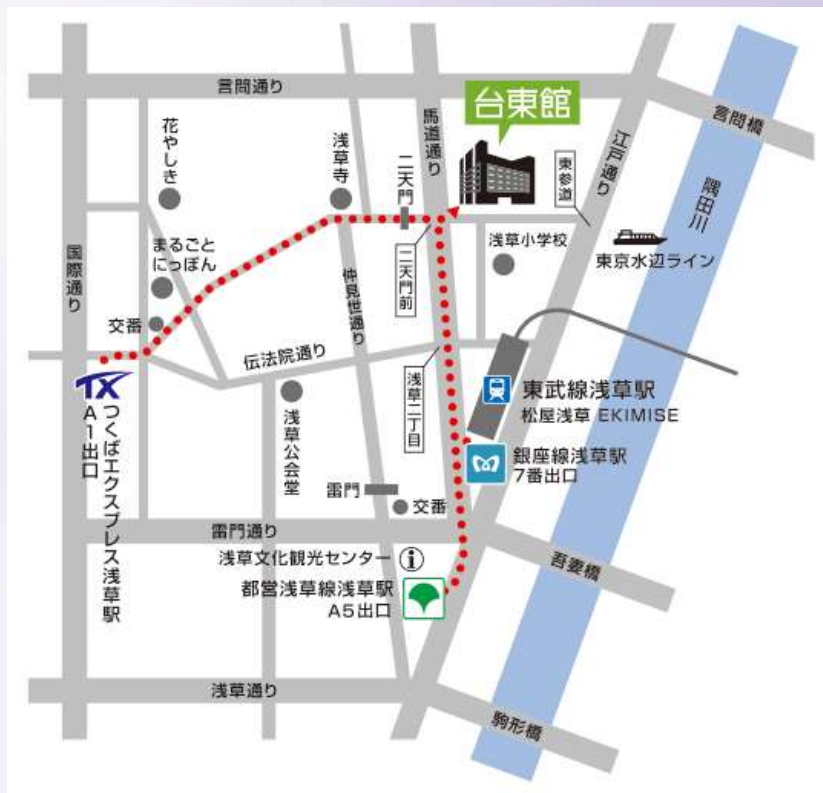 言問通り
台東館
言問橋
花やしき
浅草寺
二天門
馬道通り
江戸通り
東参道
隅田川
国際通り
まるごと
にっぽん
二天門前
浅草小学校
東京水辺ライン
交番
仲見世通り
伝法院通り
浅草二丁目
TX
つくばエクスプレス浅草駅
A1出口
浅草公会堂
東武線浅草駅
松屋浅草 EKIMISE
銀座線浅草駅
7番出口
雷門
交番
雷門通り
浅草文化観光センター
i
都営浅草線浅草駅
A5出口
吾妻橋
浅草通り
駒形橋